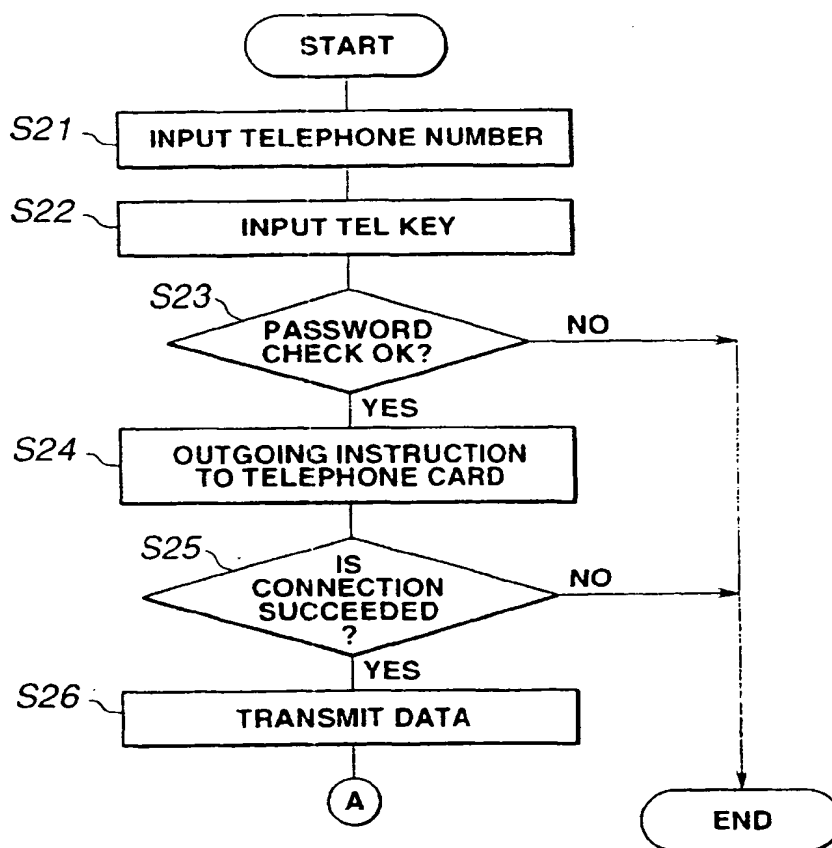 START
S21
INPUT TELEPHONE NUMBER
S22
INPUT TEL KEY
S23
PASSWORD
CHECK OK?
NO
YES
S24
OUTGOING INSTRUCTION
TO TELEPHONE CARD
S25
IS
CONNECTION
SUCCEEDED
?
NO
YES
S26
TRANSMIT DATA
A
END